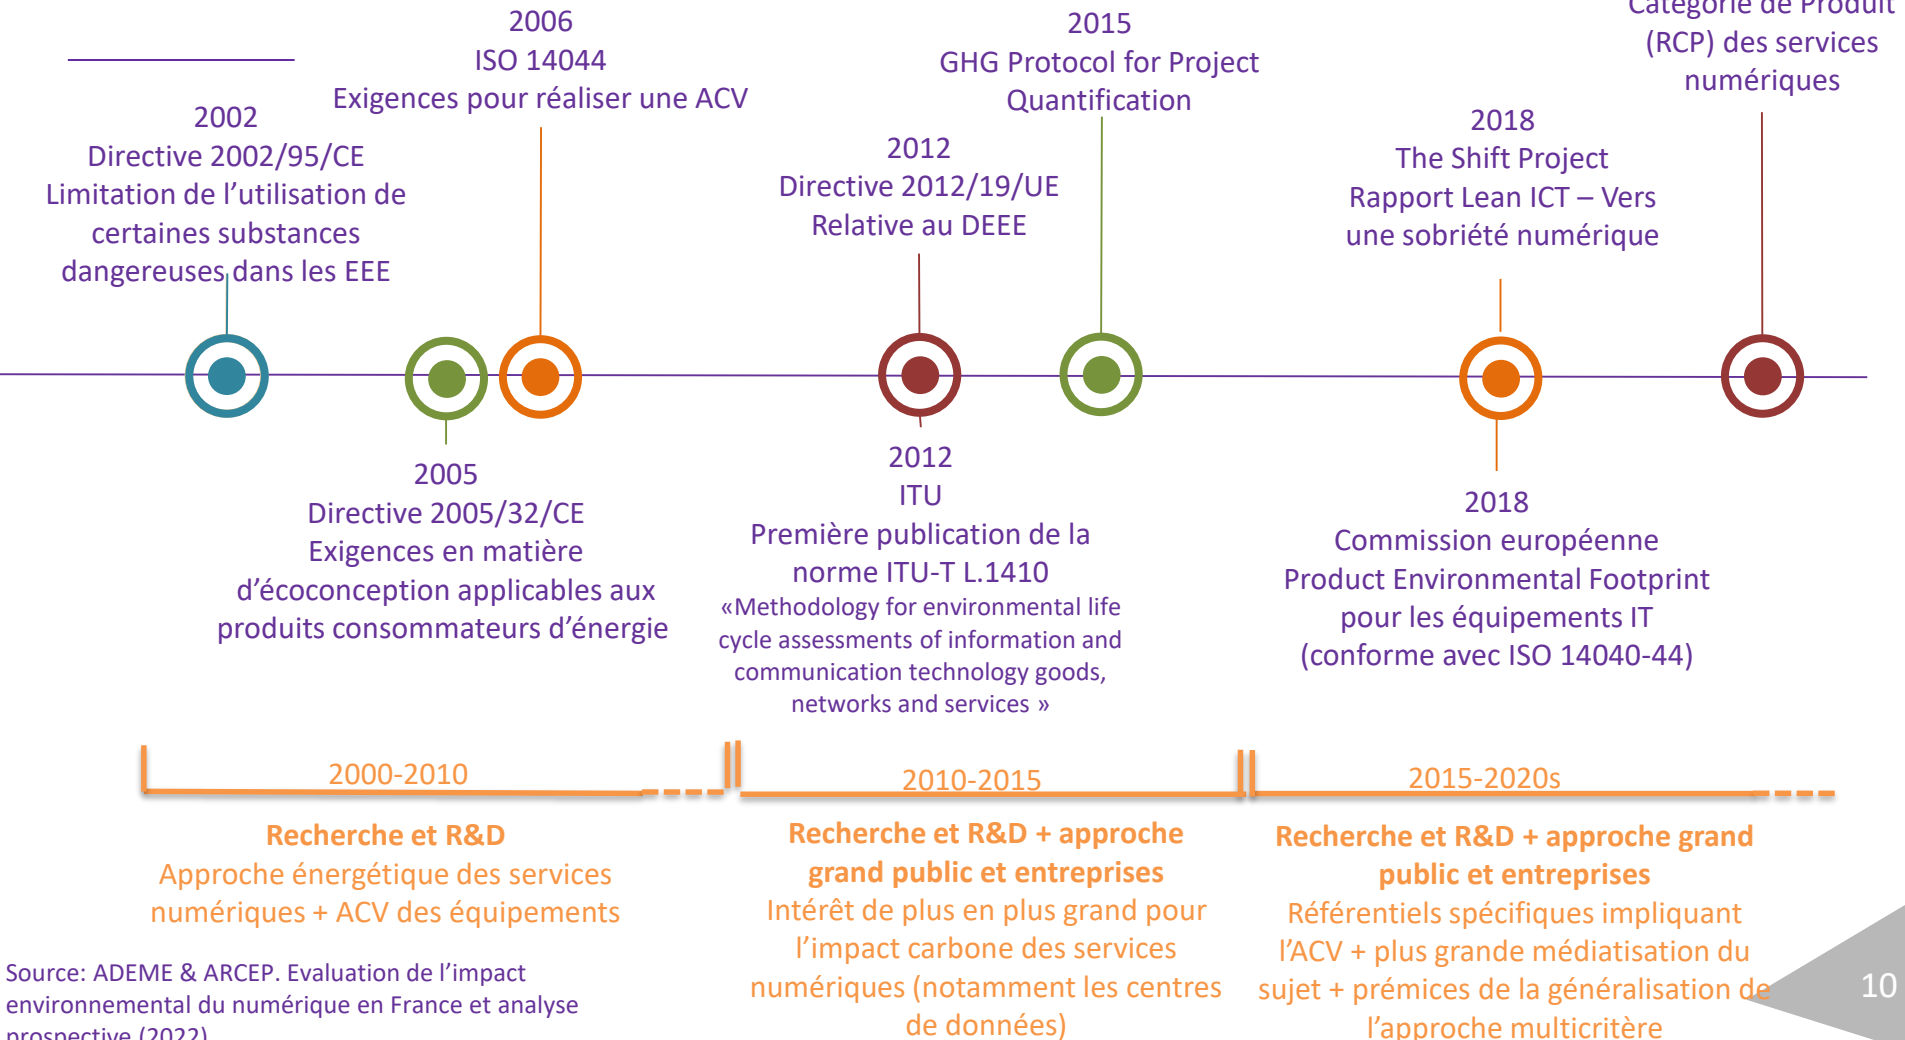 2006
ISO 14044
Exigences pour réaliser une ACV
2015
GHG Protocol for Project
Quantification
Catégorie de Produit
(RCP) des services
numériques
2002
Directive 2002/95/CE
Limitation de l’utilisation de
certaines substances
dangereuses dans les EEE
2012
Directive 2012/19/UE
Relative au DEEE
2018
The Shift Project
Rapport Lean ICT – Vers
une sobriété numérique
2005
Directive 2005/32/CE
Exigences en matière
d’écoconception applicables aux
produits consommateurs d’énergie
2012
ITU
Première publication de la
norme ITU-T L.1410
«Methodology for environmental life
cycle assessments of information and
communication technology goods,
networks and services »
2018
Commission européenne
Product Environmental Footprint
pour les équipements IT
(conforme avec ISO 14040-44)
2000-2010
Recherche et R&D
Approche énergétique des services
numériques + ACV des équipements
2010-2015
Recherche et R&D + approche
grand public et entreprises
Intérêt de plus en plus grand pour
l’impact carbone des services
numériques (notamment les centres
de données)
2015-2020s
Recherche et R&D + approche grand
public et entreprises
Référentiels spécifiques impliquant
l’ACV + plus grande médiatisation du
sujet + prémices de la généralisation de
l’approche multicritère
Source: ADEME & ARCEP. Evaluation de l’impact
environnemental du numérique en France et analyse
prospective (2022)
10